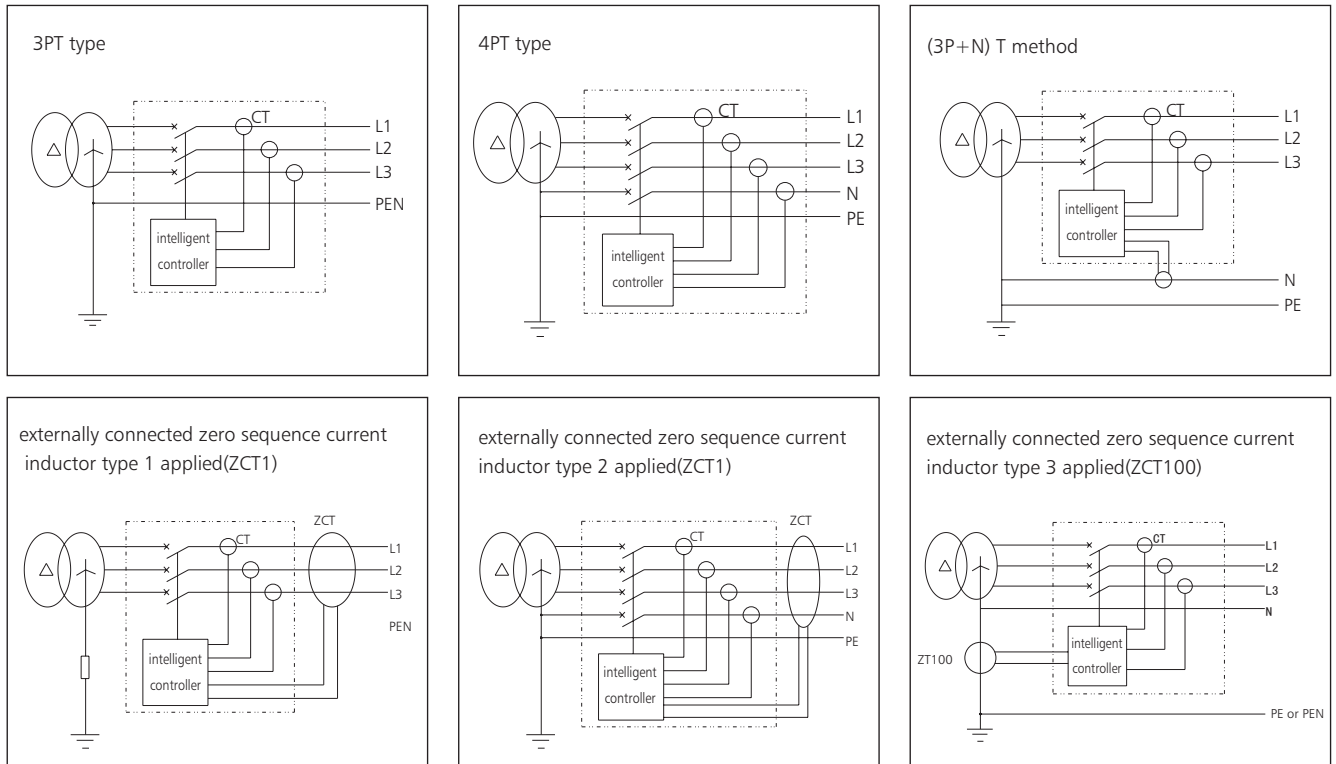 3PT type
CT
L1
L2
L3
PEN
intelligent
controller
4PT type
CT
L1
L2
L3
N
PE
intelligent
controller
(3P+N) T method
CT
L1
L2
L3
intelligent
controller
N
PE
externally connected zero sequence current
inductor type 1 applied(ZCT1)
ZCT
CT
L1
L2
L3
PEN
intelligent
controller
externally connected zero sequence current
inductor type 2 applied(ZCT1)
ZCT
CT
L1
L2
L3
N
PE
intelligent
controller
externally connected zero sequence current
inductor type 3 applied(ZCT100)
CT
L1
L2
L3
N
intelligent
controller
ZT100
PE or PEN